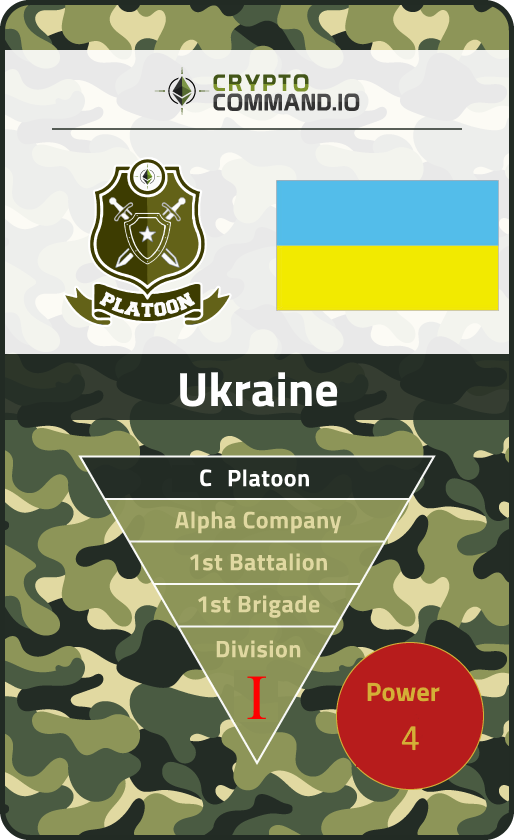 CRYPTO
COMMAND.IO
PLATOON
Ukraine
C Platoon
Alpha Company
1st Battalion
1st Brigade
Division
I
Power
4